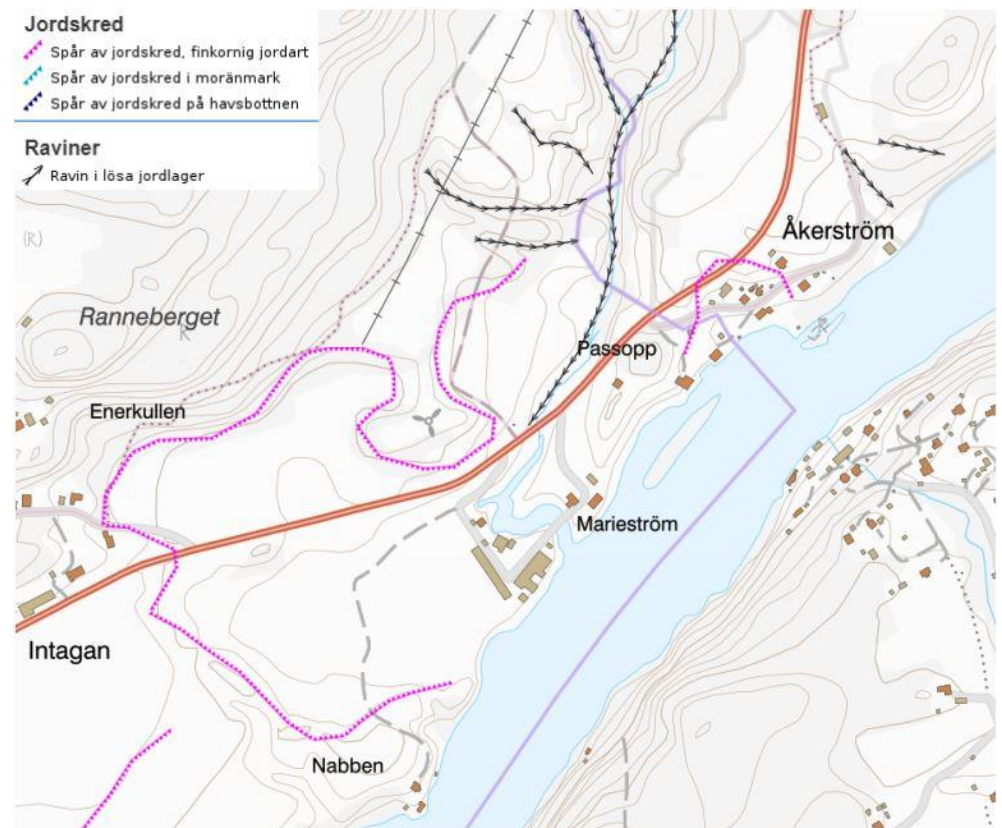 Jordskred
Spår av jordskred, finkornig jordart
Spår av jordskred i moränmark
Spår av jordskred på havsbottnen
Raviner
Ravin i lösa jordlager
Åkerström
(R)
Ranneberget
R
R
Passopp
Enerkullen
Marieström
Intagan
Nabben